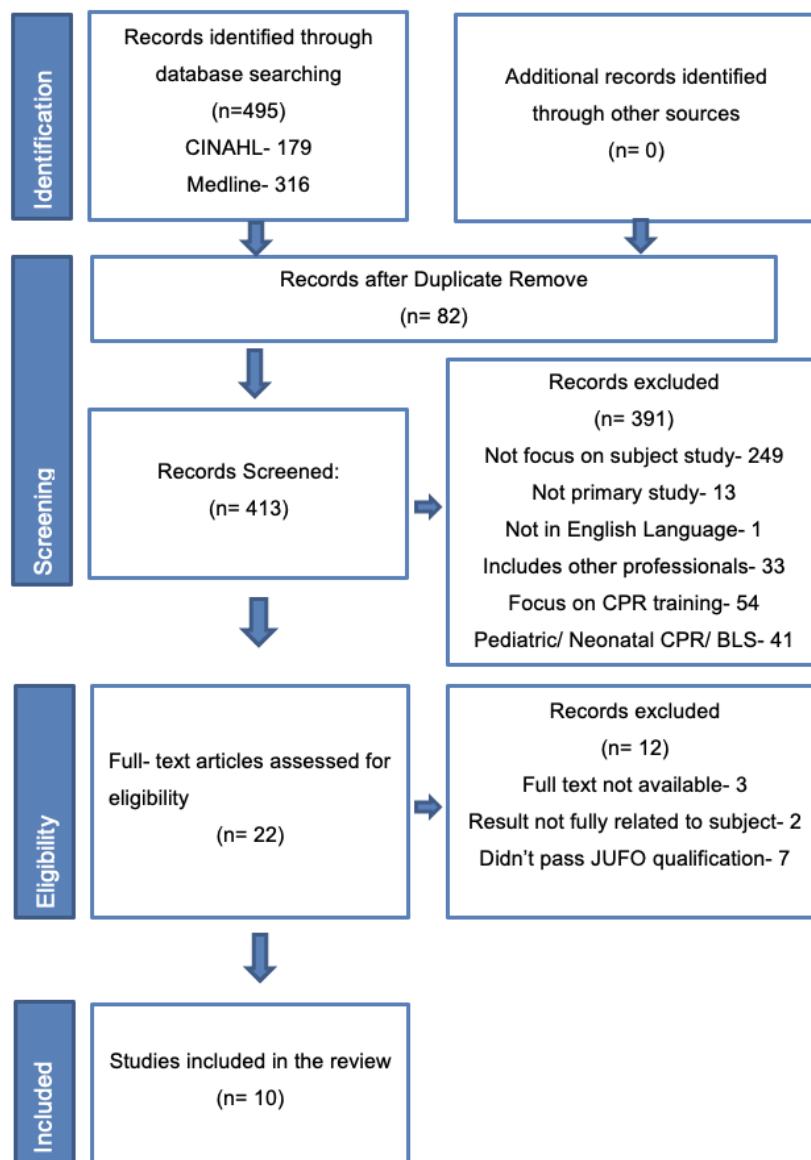 Identification
Records identified through
database searching
(n=495)
CINAHL- 179
Medline- 316
Additional records identified
through other sources
(n= 0)
Screening
Records after Duplicate Remove
(n= 82)
Records Screened:
(n= 413)
Records excluded
(n= 391)
Not focus on subject study- 249
Not primary study- 13
Not in English Language- 1
Includes other professionals- 33
Focus on CPR training- 54
Pediatric/ Neonatal CPR/ BLS- 41
Eligibility
Full- text articles assessed for
eligibility
(n= 22)
Records excluded
(n= 12)
Full text not available- 3
Result not fully related to subject- 2
Didn’t pass JUFO qualification- 7
Included
Studies included in the review
(n= 10)